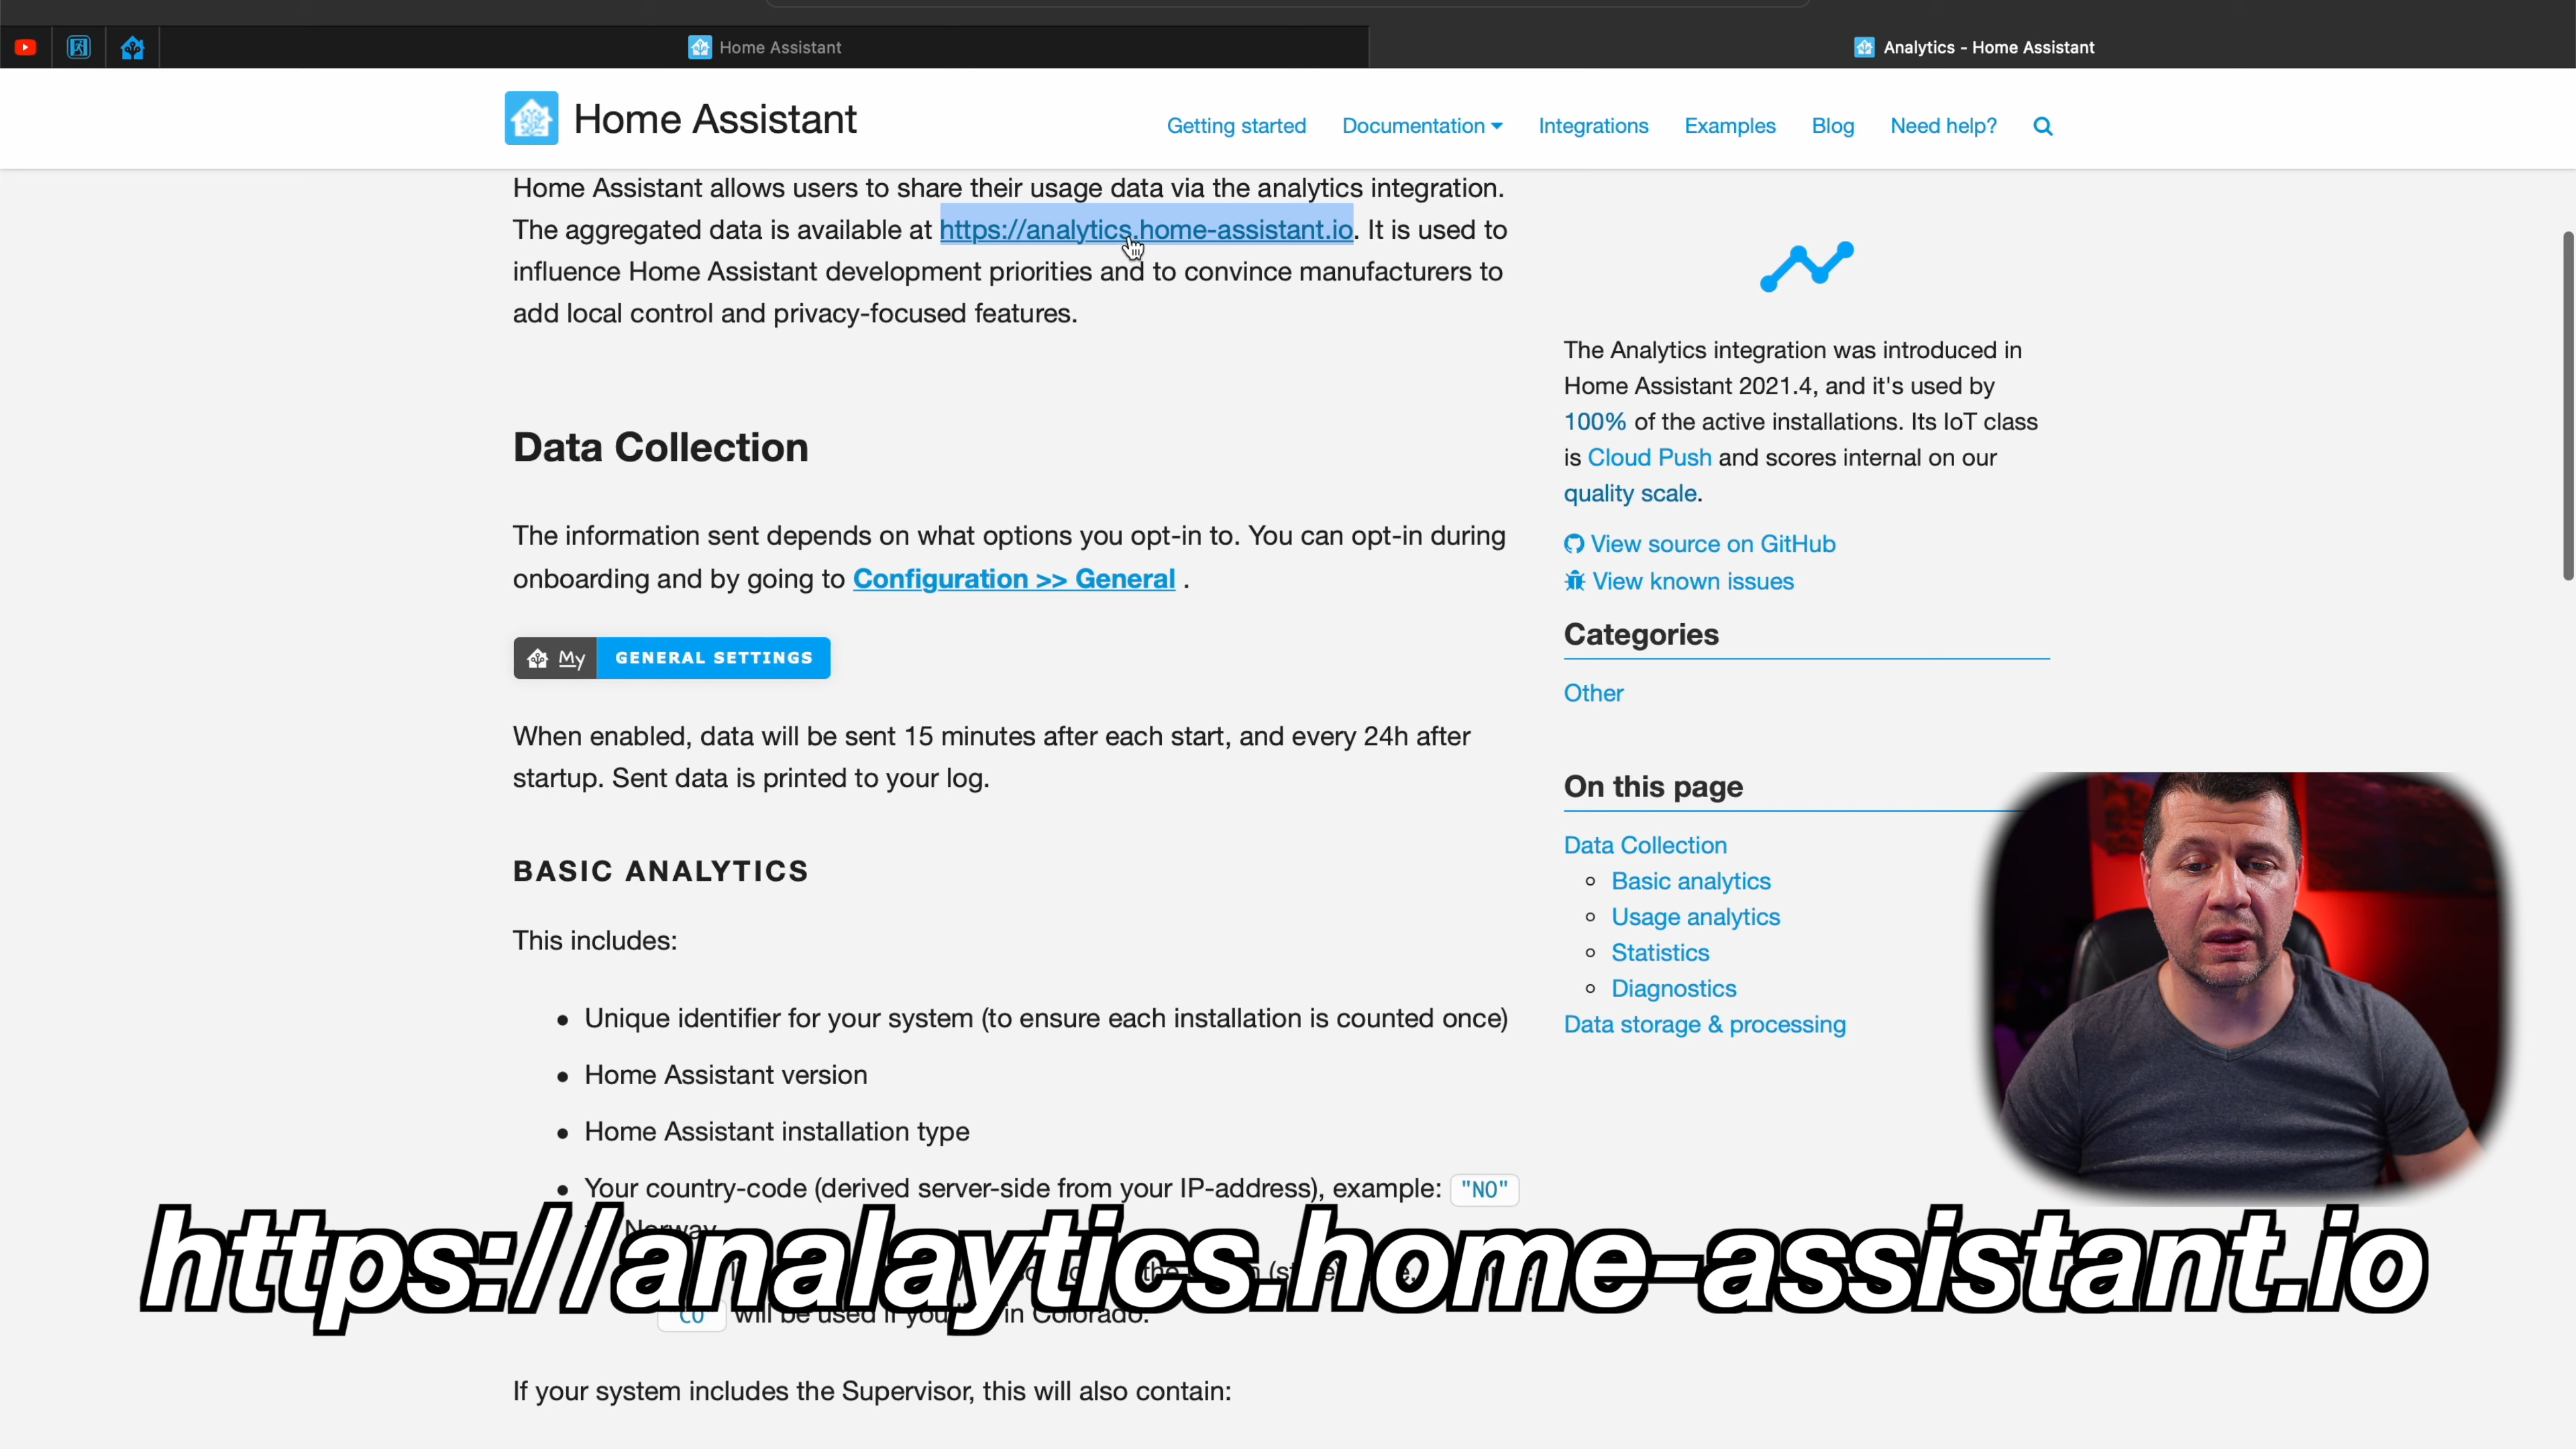 Home Assistant
Analytics - Home Assistant
Home Assistant
Getting started
Documentation
Integrations
Examples
Blog
Need help?
Home Assistant allows users to share their usage data via the analytics integration.
The aggregated data is available at https://analytics.home-assistant.io. It is used to
influence Home Assistant development priorities and to convince manufacturers to
add local control and privacy-focused features.
Data Collection
The information sent depends on what options you opt-in to. You can opt-in during
onboarding and by going to Configuration >> General .
My GENERAL SETTINGS
When enabled, data will be sent 15 minutes after each start, and every 24h after
startup. Sent data is printed to your log.
BASIC ANALYTICS
This includes:
Unique identifier for your system (to ensure each installation is counted once)
Home Assistant version
Home Assistant installation type
Your country-code (derived server-side from your IP-address), example: "NO"
Norway
https://analaytics.home-assistant.io
CO will be used if you in Colorado.
If your system includes the Supervisor, this will also contain:
The Analytics integration was introduced in
Home Assistant 2021.4, and it's used by
100% of the active installations. Its IoT class
is Cloud Push and scores internal on our
quality scale.
View source on GitHub
View known issues
Categories
Other
On this page
Data Collection
Basic analytics
Usage analytics
Statistics
Diagnostics
Data storage & processing